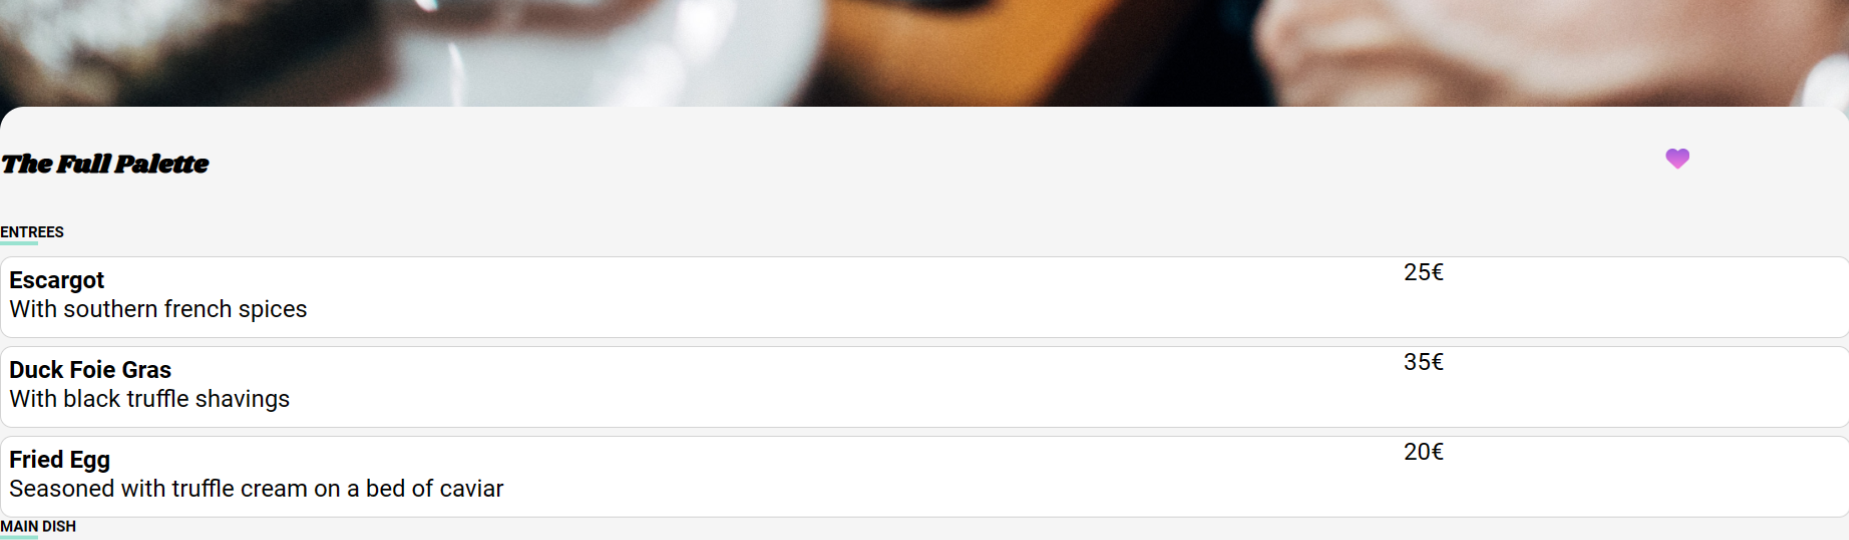 The Full Palette
ENTREES
Escargot
25€
With southern french spices
Duck Foie Gras
35€
With black truffle shavings
Fried Egg
20€
Seasoned with truffle cream on a bed of caviar
MAIN DISH